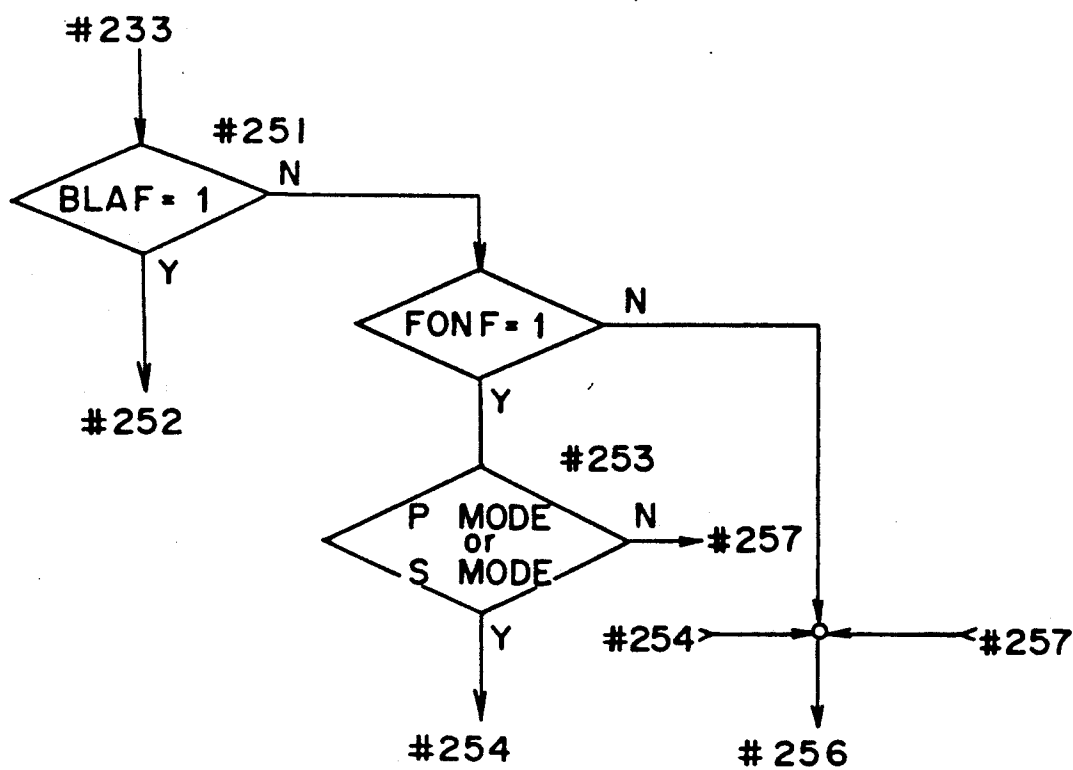 #233
#251
N
BLAF= 1
Y
#252
N
FONF= 1
Y
#253
P MODE
or
S MODE
N
#257
Y
#254
#254
#257
#256